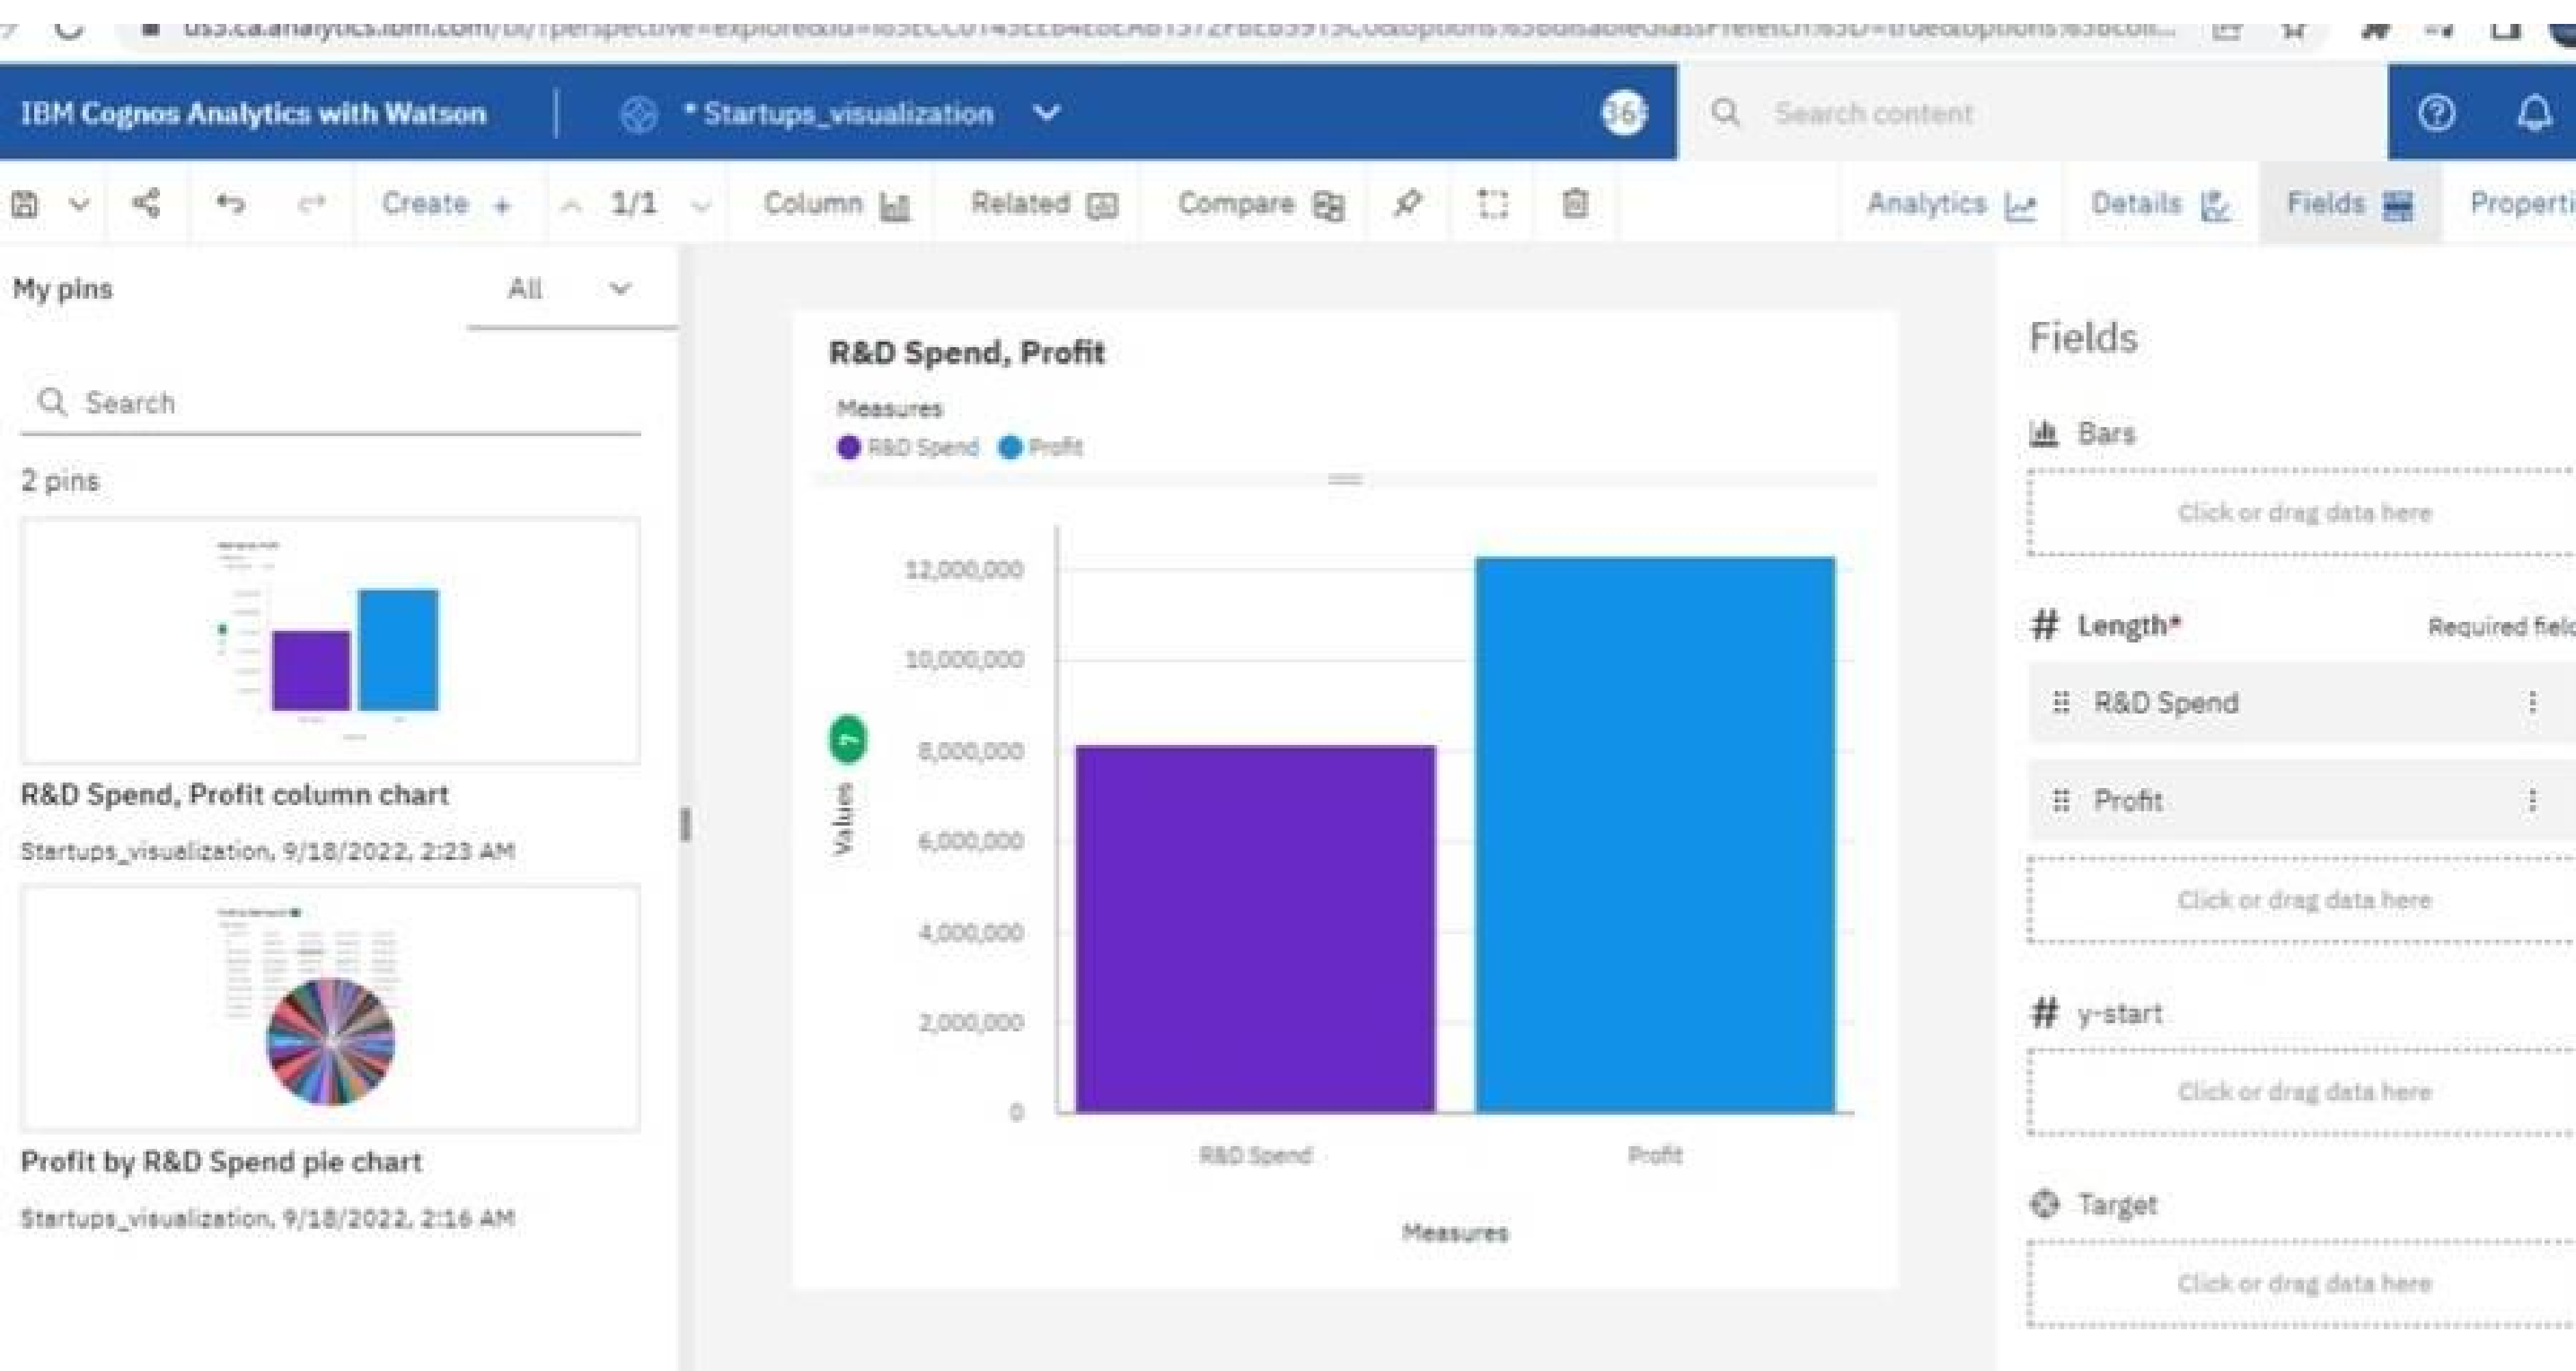 IBM Cognos Analytics with Watson
* Startups_visualization
Search content
Create +
1/1
Column
Related
Compare
Analytics
Details
Fields
Properti
My pins
All
Search
2 pins
R&D Spend, Profit column chart
Startups_visualization, 9/18/2022, 2:23 AM
Profit by R&D Spend pie chart
Startups_visualization, 9/18/2022, 2:16 AM
R&D Spend, Profit
Measures
R&D Spend
Profit
12,000,000
10,000,000
8,000,000
6,000,000
4,000,000
2,000,000
0
Values
R&D Spend
Profit
Measures
Fields
Bars
Click or drag data here
# Length*
Required field
R&D Spend
Profit
Click or drag data here
# y-start
Click or drag data here
Target
Click or drag data here